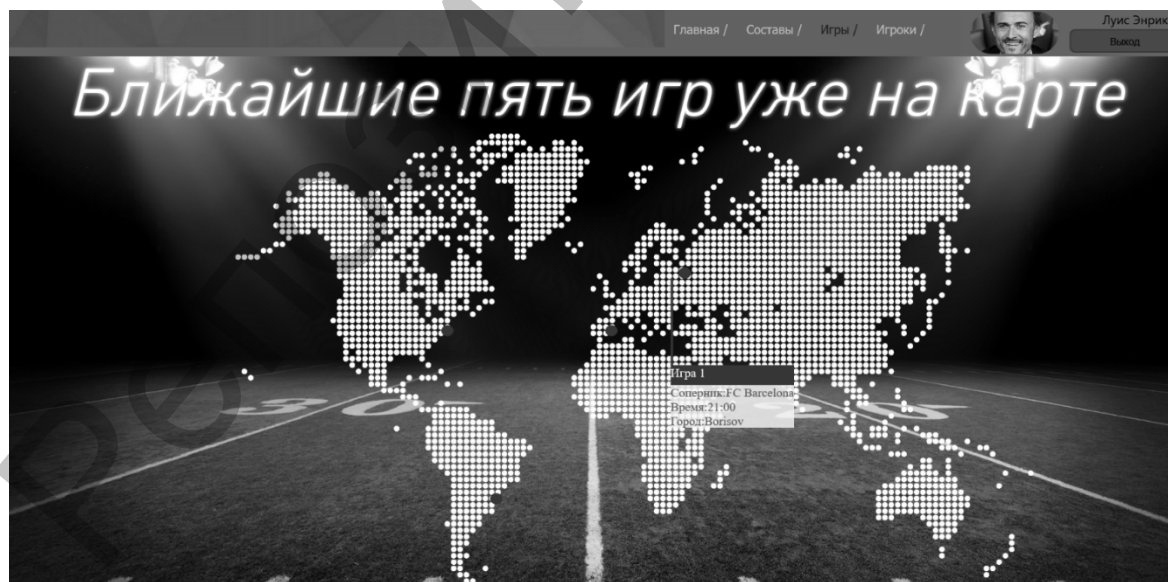 Главная / Составы / Игры / Игроки /
Луис Энрик
Выход
Ближайшие пять игр уже на карте
Игра 1
Соперник:FC Barcelona
Время:21:00
Город:Borisov